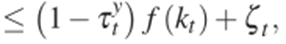 ≤ (1 − τ_t^y) f (k_t) + ζ_t,